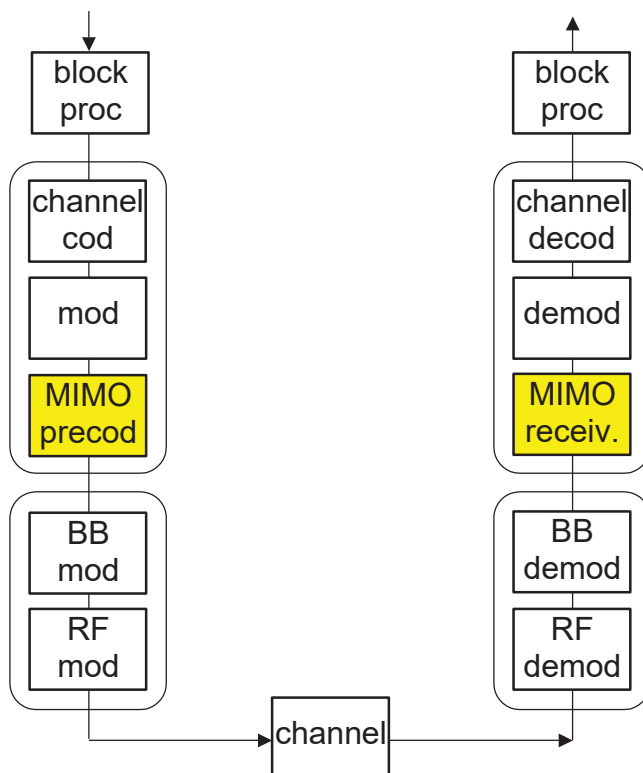 block
proc
channel
cod
mod
MIMO
precod
BB
mod
RF
mod
channel
block
proc
channel
decod
demod
MIMO
receiv.
BB
demod
RF
demod